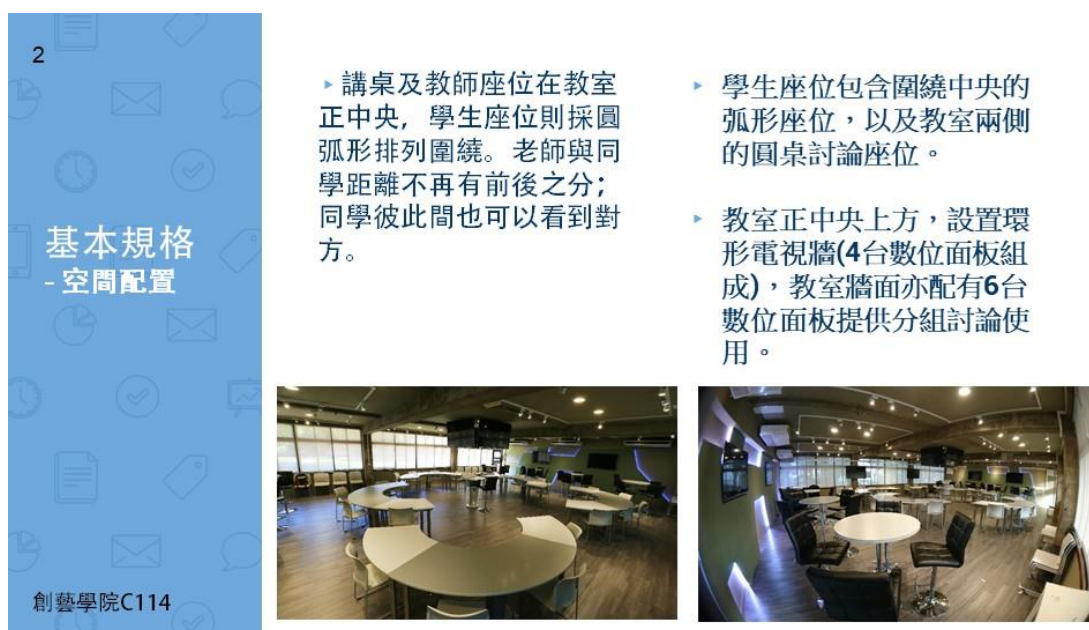 2
基本規格
- 空間配置
創藝學院C114
▸ 講桌及教師座位在教室
正中央，學生座位則採圓
弧形排列圍繞。老師與同
學距離不再有前後之分；
同學彼此間也可以看到對
方。
▸ 學生座位包含圍繞中央的
弧形座位，以及教室兩側
的圓桌討論座位。
▸ 教室正中央上方，設置環
形電視牆(4台數位面板組
成)，教室牆面亦配有6台
數位面板提供分組討論使
用。